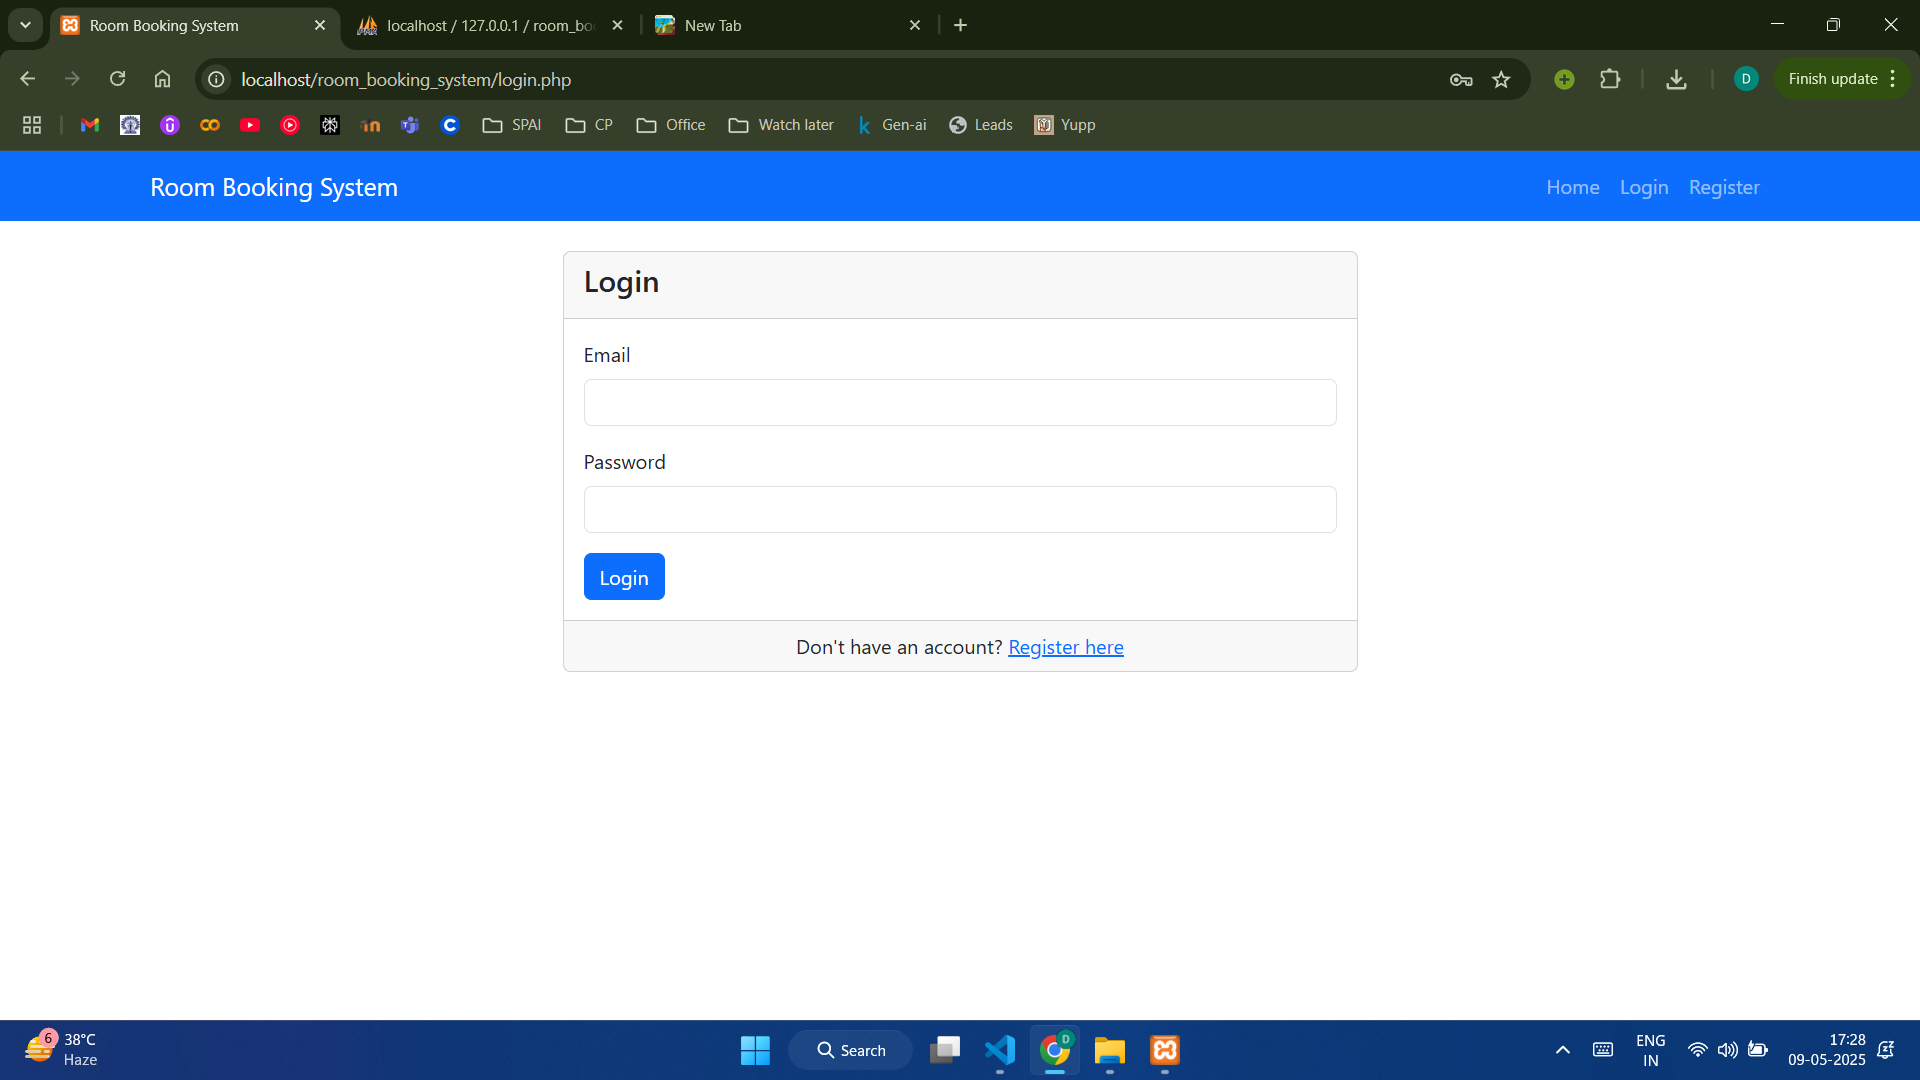 Room Booking System
localhost / 127.0.0.1 / room_bo
New Tab
localhost/room_booking_system/login.php
D
Finish update
SPAI
CP
Office
Watch later
Gen-ai
Leads
Yupp
Room Booking System
Home
Login
Register
Login
Email
Password
Login
Don't have an account? Register here
6
38°C
Haze
Search
D
ENG
IN
17:28
09-05-2025